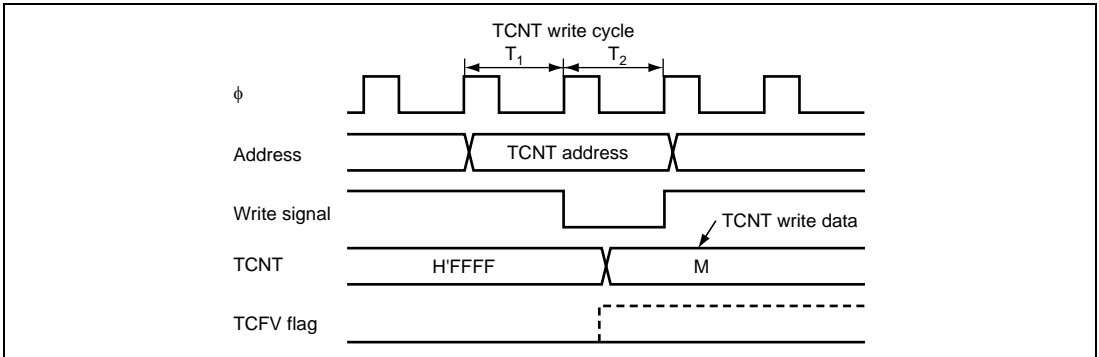 TCNT write cycle
T1 T2
ϕ
Address TCNT address
Write signal
TCNT write data
TCNT H'FFFF M
TCFV flag